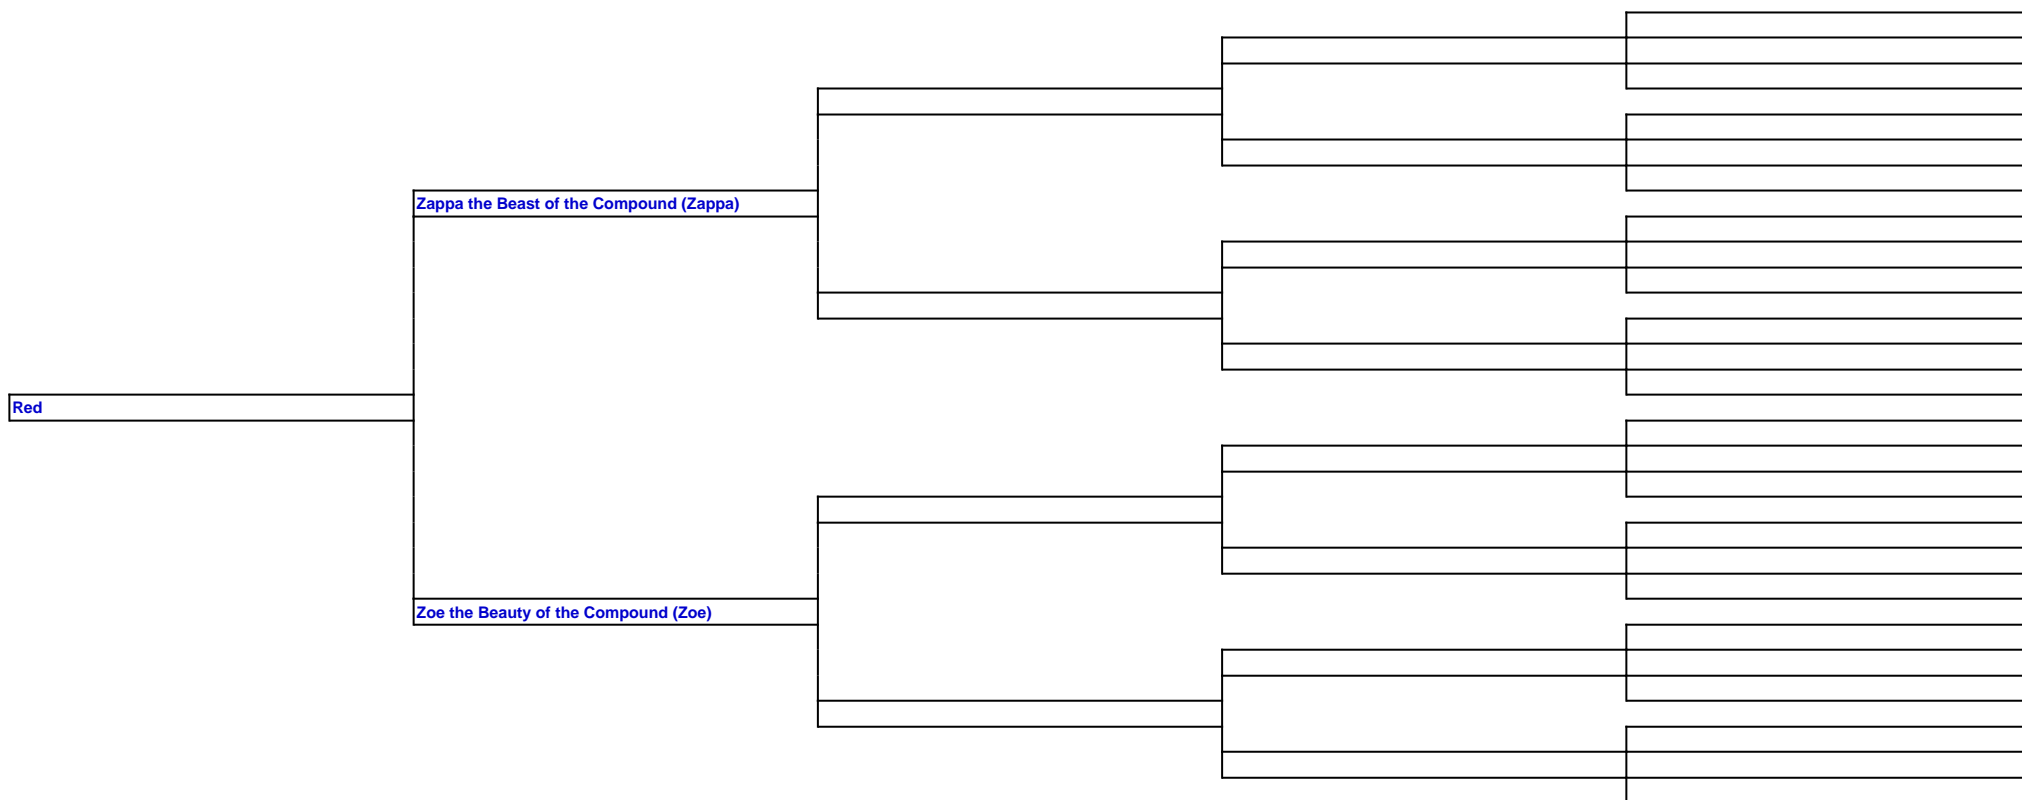 Zappa the Beast of the Compound (Zappa)
Red
Zoe the Beauty of the Compound (Zoe)